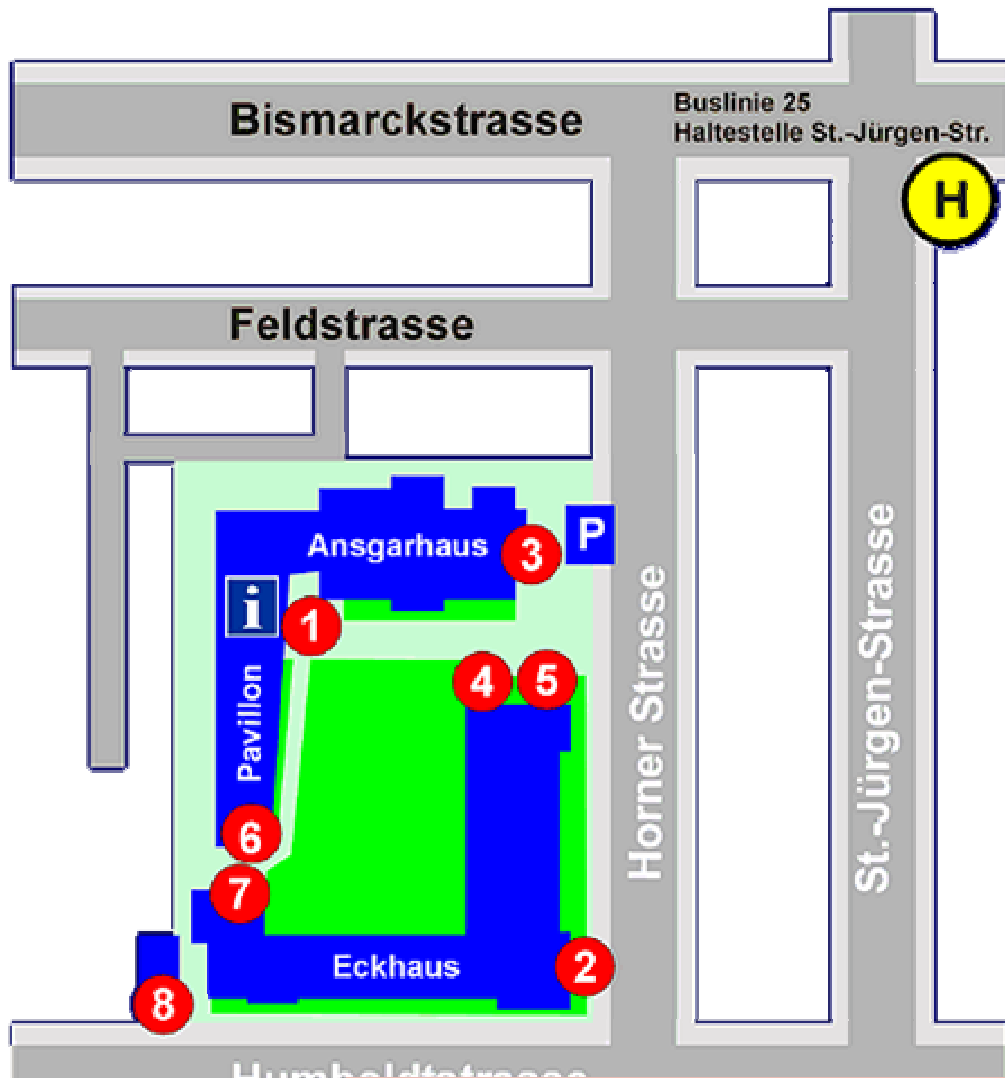 Bismarckstrasse
Buslinie 25
Haltestelle St.-Jürgen-Str.
H
Feldstrasse
Ansgarhaus
3
P
i
1
4
5
Pavillon
6
7
Horner Strasse
St.-Jürgen-Strasse
Eckhaus
2
8
Humboldtstrasse